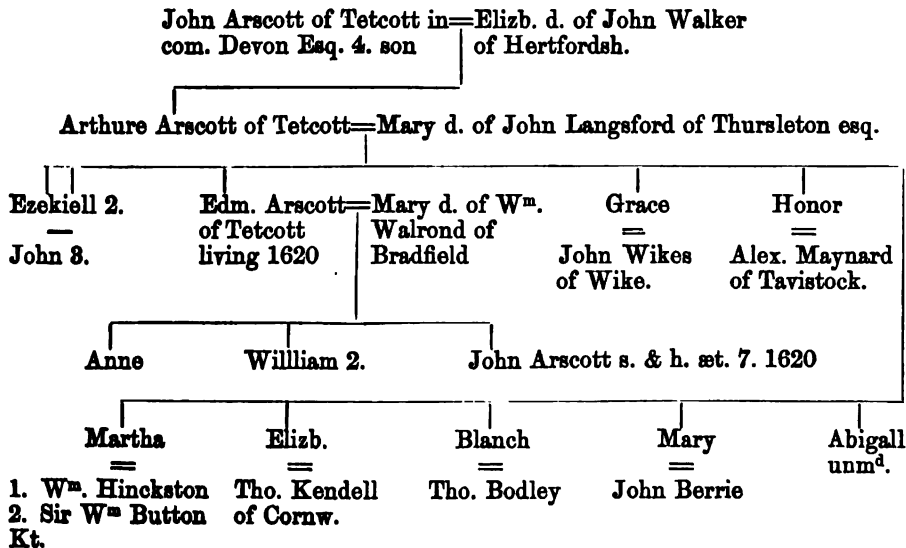 John Arscott of Tetcott in=Elizb. d. of John Walker
com. Devon Esq. 4. son of Hertfordsh.
Arthure Arscott of Tetcott=Mary d. of John Langsford of Thursleton esq.
Ezekiell 2. Edm. Arscott=Mary d. of Wm. Grace Honor
— of Tetcott Walrond of = =
John 3. living 1620 Bradfield John Wikes Alex. Maynard
of Wike. of Tavistock.
Anne Willliam 2. John Arscott s. & h. æt. 7. 1620
Martha Elizb. Blanch Mary Abigall
= = = = unmd.
1. Wm. Hinckston Tho. Kendell Tho. Bodley John Berrie
2. Sir Wm Button of Cornw.
Kt.